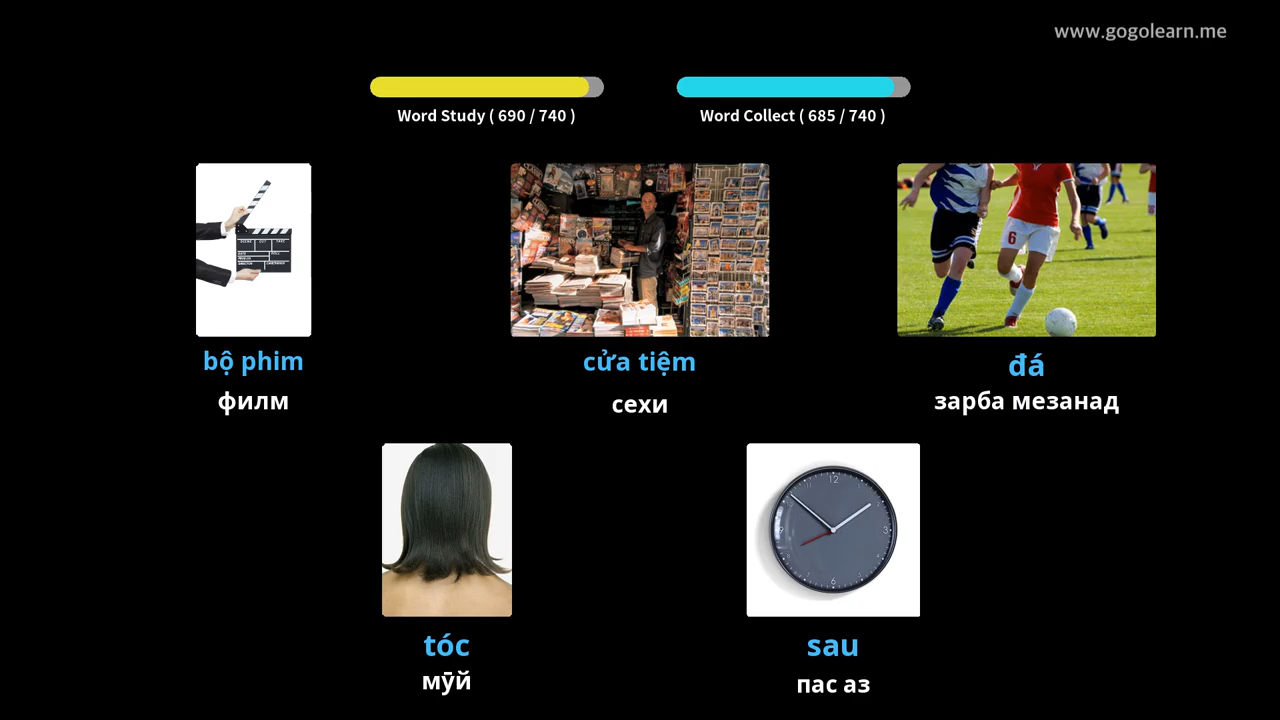 www.gogolearn.me
Word Study ( 690 / 740 )
Word Collect ( 685 / 740 )
bộ phim
cửa tiệm
đá
филм
сехи
зарба мезанад
tóc
sau
мӯй
пас аз